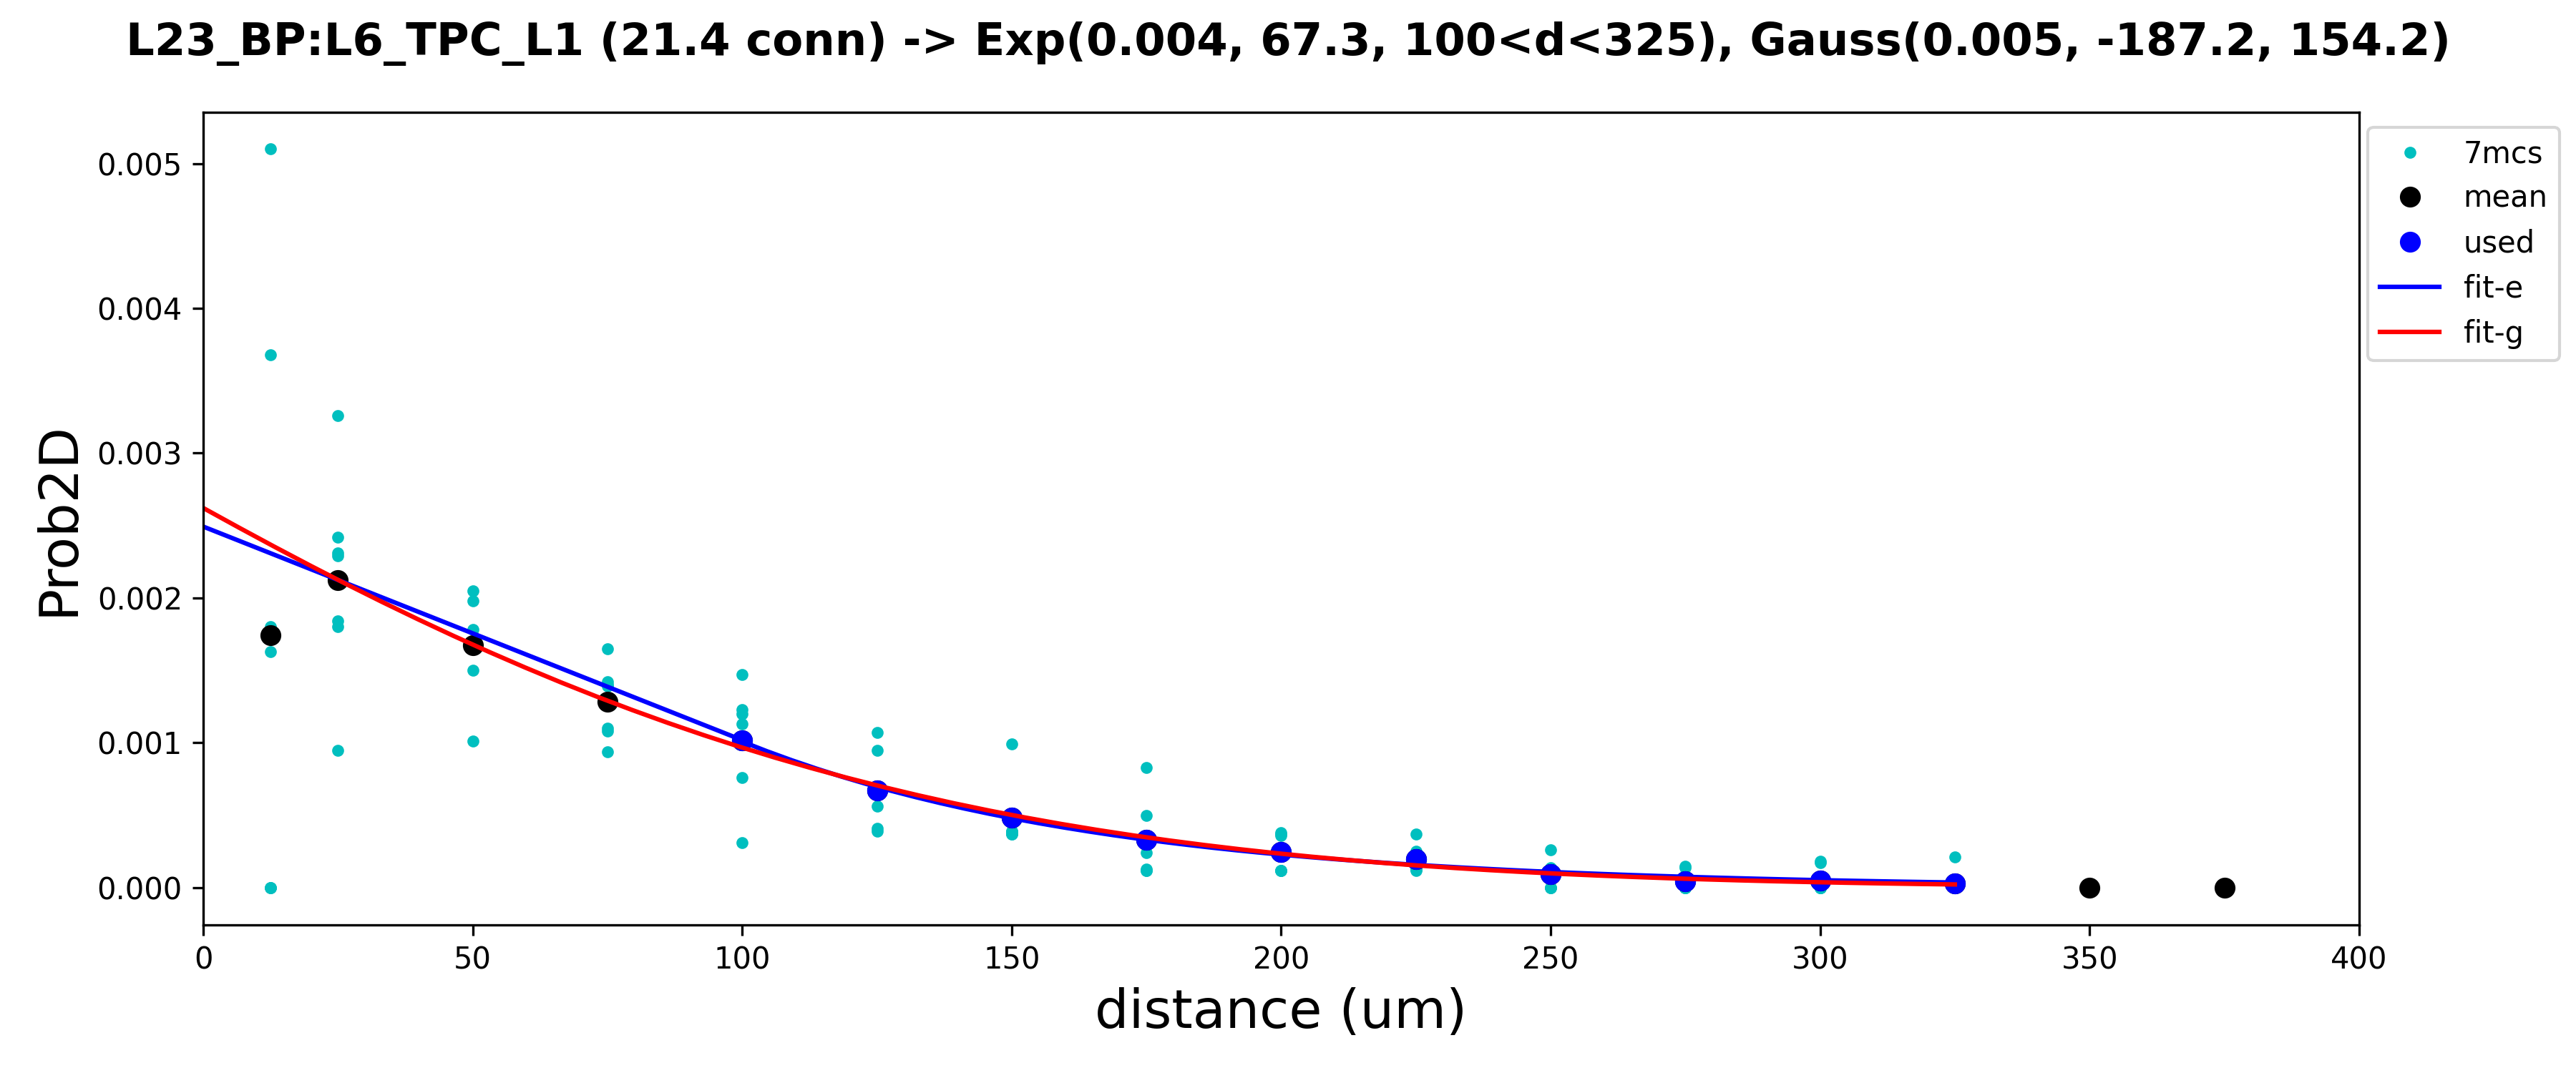 L23_BP:L6_TPC_L1 (21.4 conn) -> Exp(0.004, 67.3, 100<d<325), Gauss(0.005, -187.2, 154.2)
7mcs
mean
used
fit-e
fit-g
Prob2D
0.005
0.004
0.003
0.002
0.001
0.000
0 50 100 150 200 250 300 350 400
distance (um)